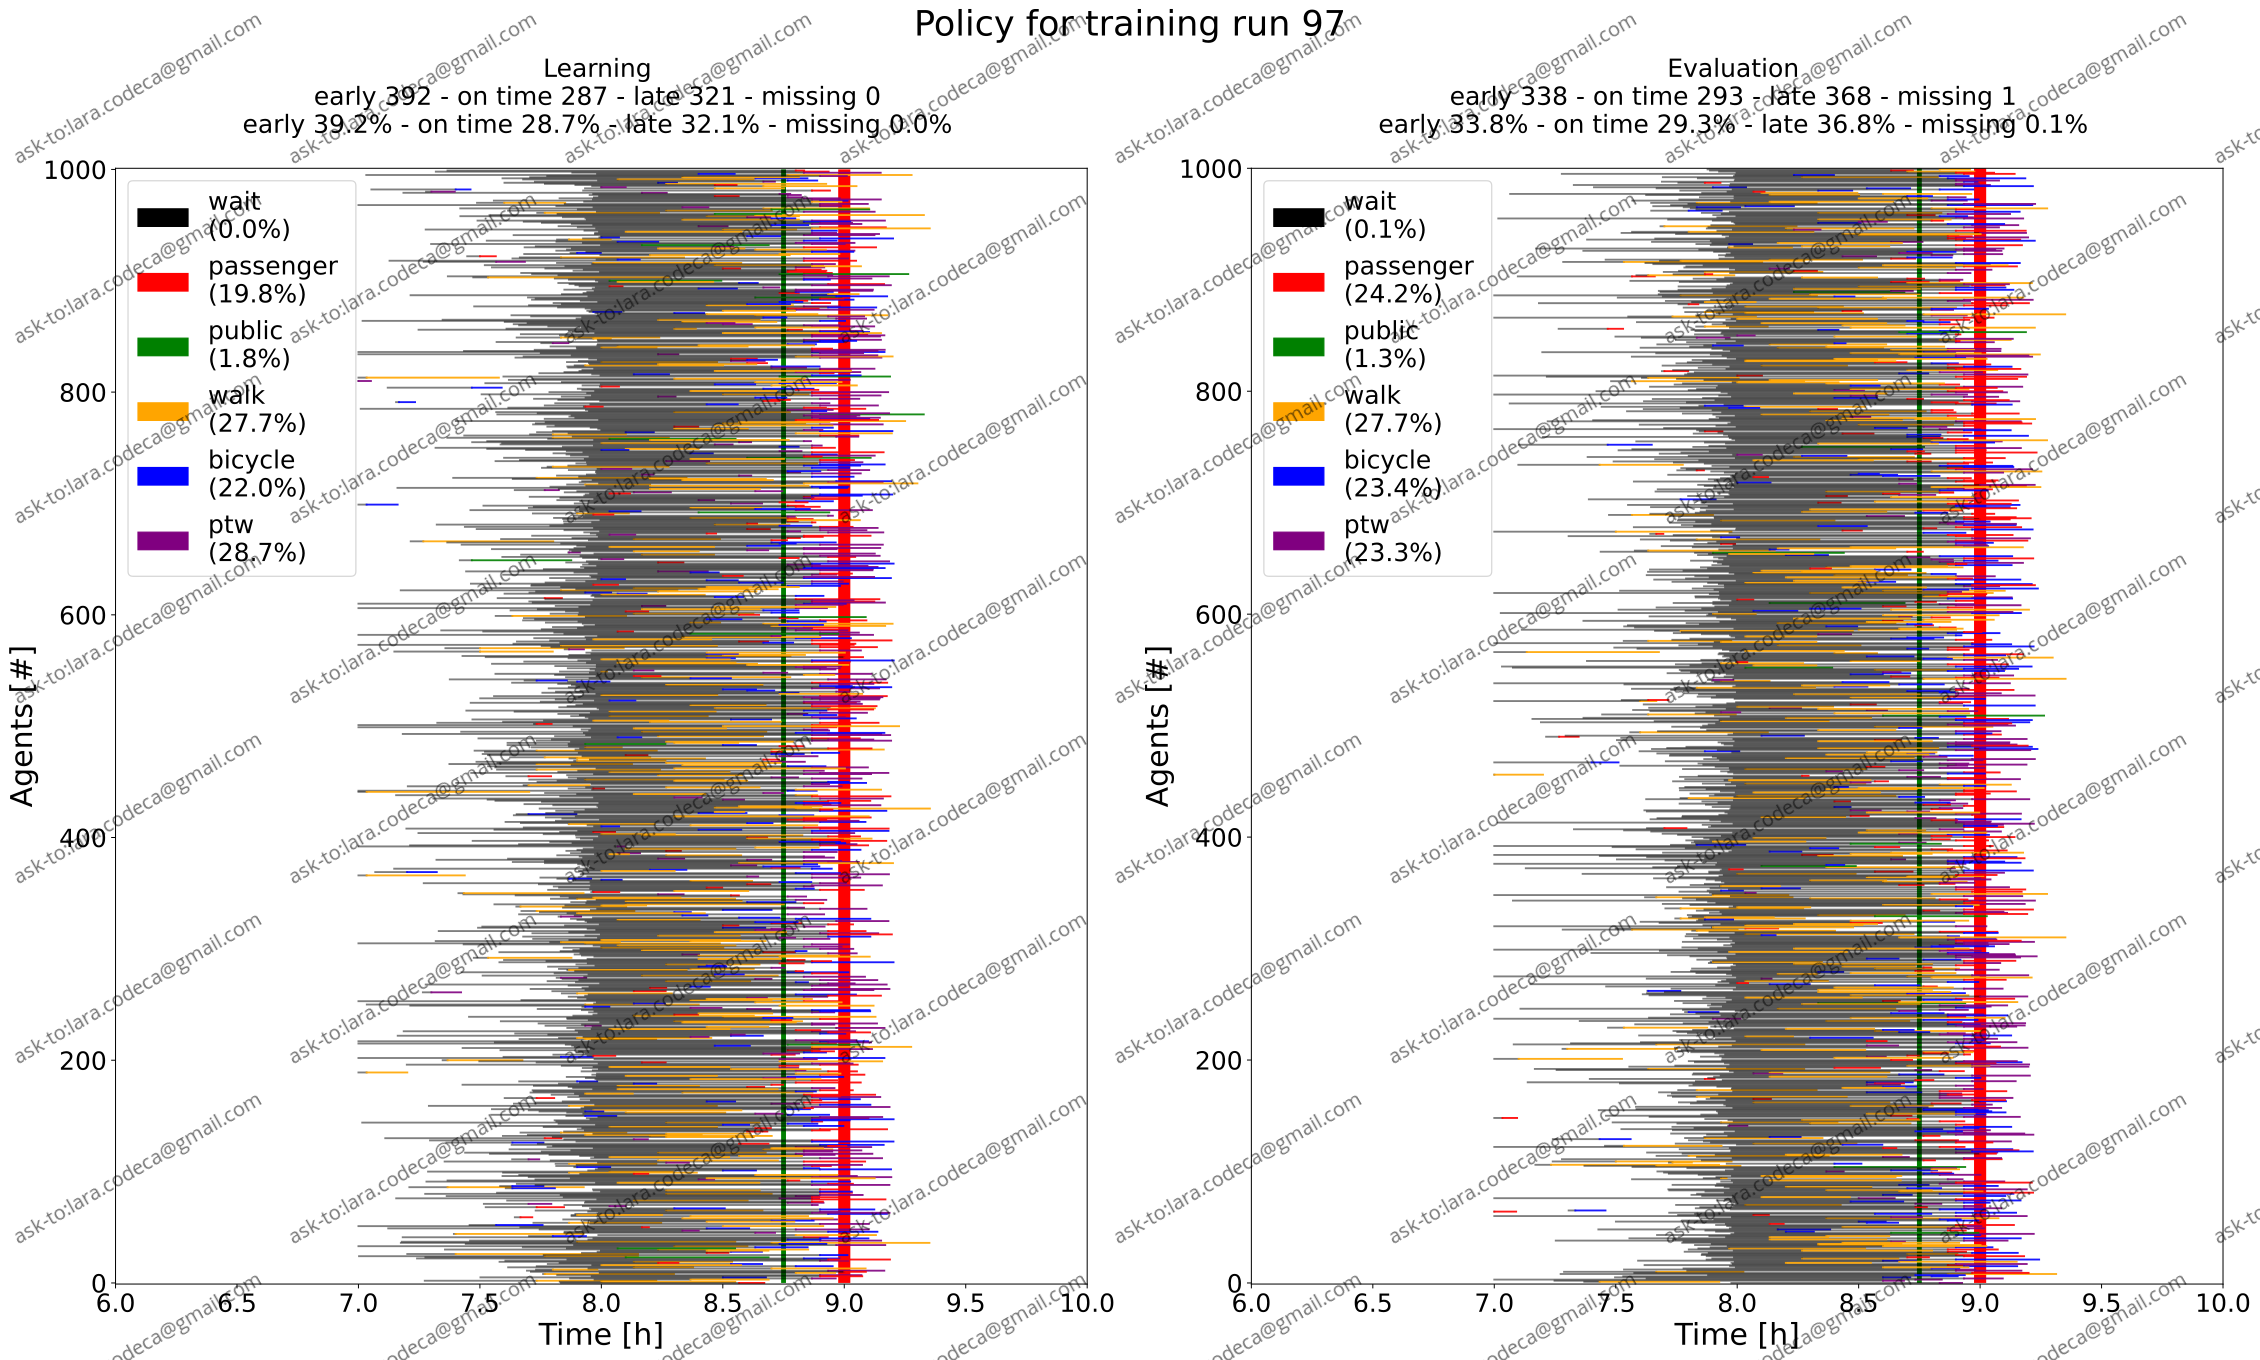 Policy for training run 97
Learning
early 392 - on time 287 - late 321 - missing 0
early 39.2% - on time 28.7% - late 32.1% - missing 0.0%
1000
800
600
400
200
0
Agents [#]
wait
(0.0%)
passenger
(19.8%)
public
(1.8%)
walk
(27.7%)
bicycle
(22.0%)
ptw
(28.7%)
6.0 6.5 7.0 7.5 8.0 8.5 9.0 9.5 10.0
Time [h]
Evaluation
early 338 - on time 293 - late 368 - missing 1
early 33.8% - on time 29.3% - late 36.8% - missing 0.1%
1000
800
600
400
200
0
Agents [#]
wait
(0.1%)
passenger
(24.2%)
public
(1.3%)
walk
(27.7%)
bicycle
(23.4%)
ptw
(23.3%)
6.0 6.5 7.0 7.5 8.0 8.5 9.0 9.5 10.0
Time [h]
ask-to:lara.codeca@gmail.com